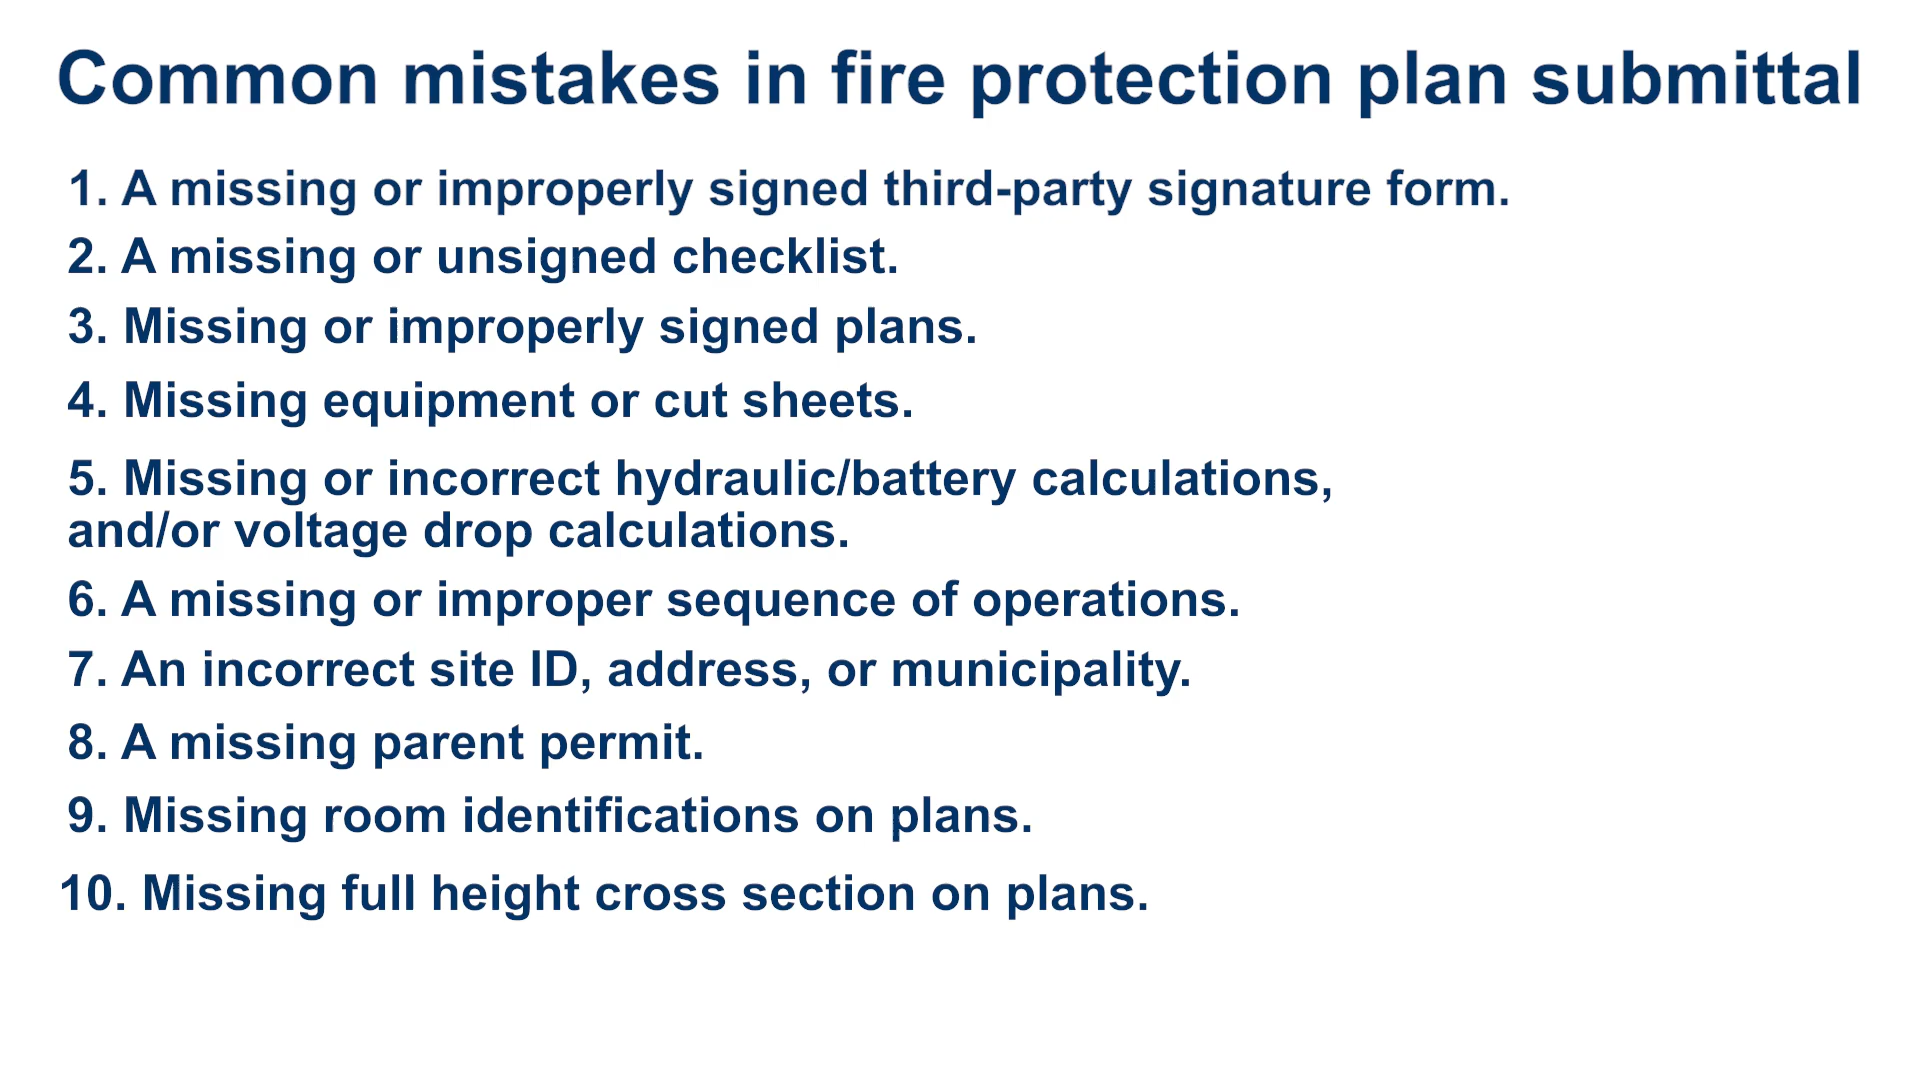 Common mistakes in fire protection plan submittal
1. A missing or improperly signed third-party signature form.
2. A missing or unsigned checklist.
3. Missing or improperly signed plans.
4. Missing equipment or cut sheets.
5. Missing or incorrect hydraulic/battery calculations,
and/or voltage drop calculations.
6. A missing or improper sequence of operations.
7. An incorrect site ID, address, or municipality.
8. A missing parent permit.
9. Missing room identifications on plans.
10. Missing full height cross section on plans.